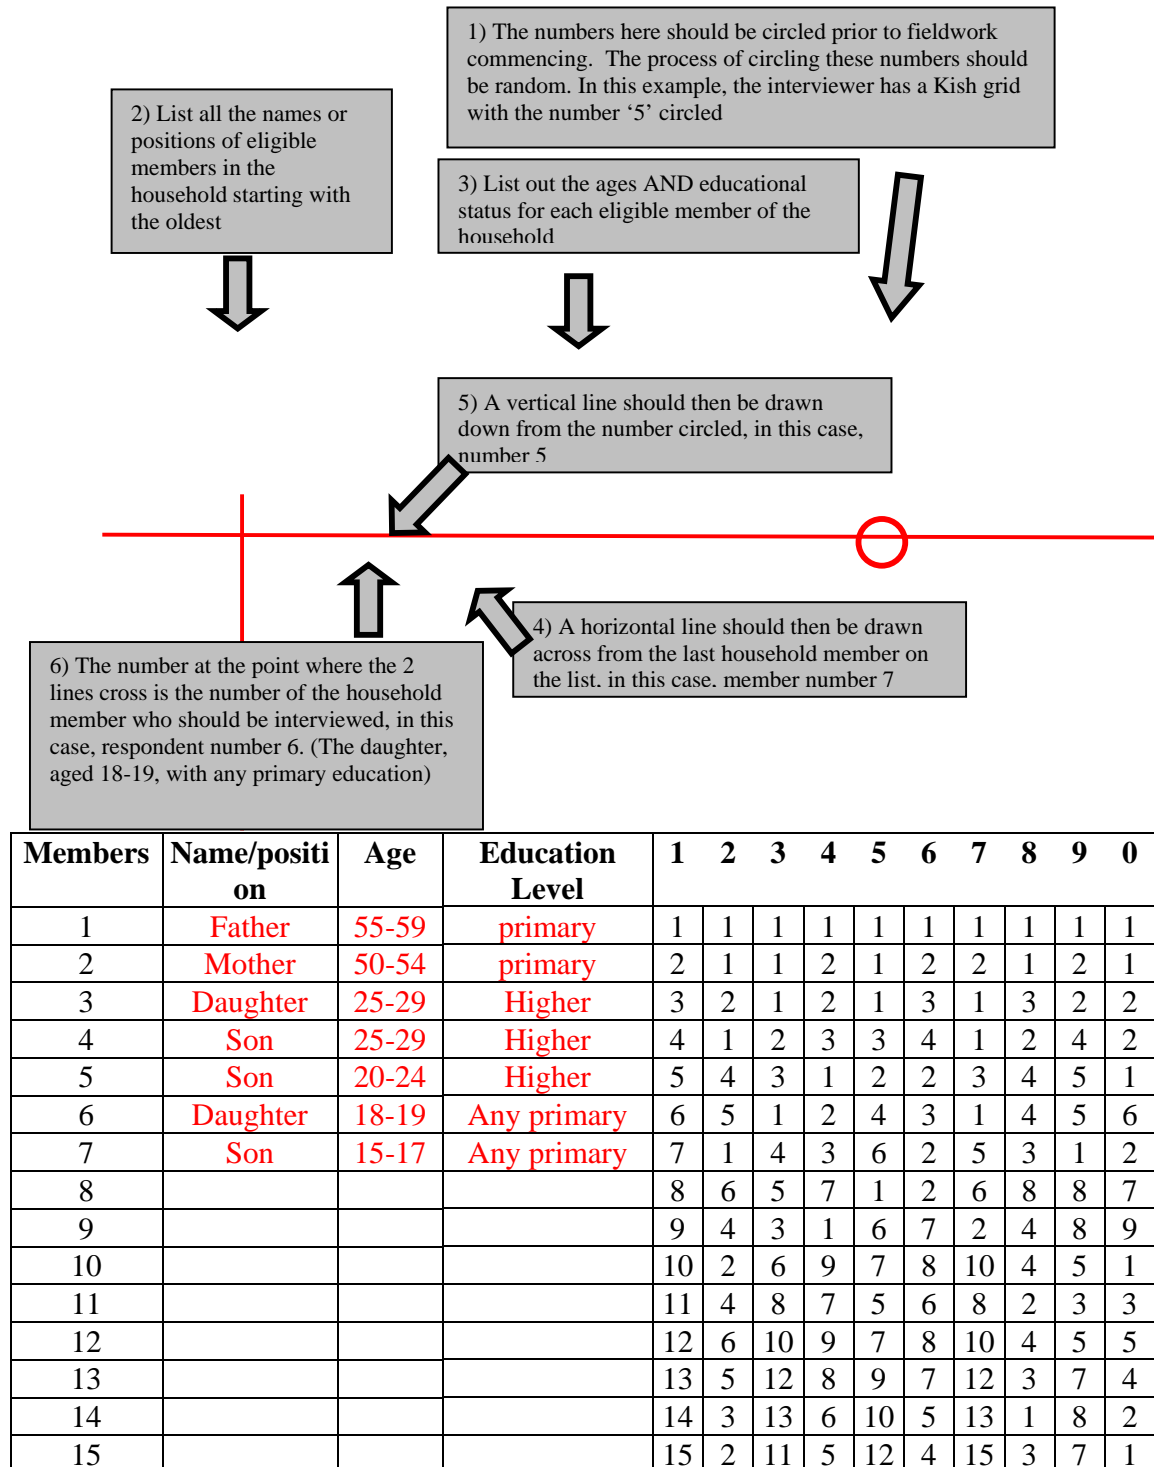 1) The numbers here should be circled prior to fieldwork
commencing. The process of circling these numbers should
be random. In this example, the interviewer has a Kish grid
with the number ‘5’ circled
2) List all the names or
positions of eligible
members in the
household starting with
the oldest
3) List out the ages AND educational
status for each eligible member of the
household
5) A vertical line should then be drawn
down from the number circled, in this case,
number 5
4) A horizontal line should then be drawn
across from the last household member on
the list, in this case, member number 7
6) The number at the point where the 2
lines cross is the number of the household
member who should be interviewed, in this
case, respondent number 6. (The daughter,
aged 18-19, with any primary education)
Members Name/positi on Age Education Level 1 2 3 4 5 6 7 8 9 0
1 Father 55-59 primary 1 1 1 1 1 1 1 1 1 1
2 Mother 50-54 primary 2 1 1 2 1 2 2 1 2 1
3 Daughter 25-29 Higher 3 2 1 2 1 3 1 3 2 2
4 Son 25-29 Higher 4 1 2 3 3 4 1 2 4 2
5 Son 20-24 Higher 5 4 3 1 2 2 3 4 5 1
6 Daughter 18-19 Any primary 6 5 1 2 4 3 1 4 5 6
7 Son 15-17 Any primary 7 1 4 3 6 2 5 3 1 2
8 8 6 5 7 1 2 6 8 8 7
9 9 4 3 1 6 7 2 4 8 9
10 10 2 6 9 7 8 10 4 5 1
11 11 4 8 7 5 6 8 2 3 3
12 12 6 10 9 7 8 10 4 5 5
13 13 5 12 8 9 7 12 3 7 4
14 14 3 13 6 10 5 13 1 8 2
15 15 2 11 5 12 4 15 3 7 1